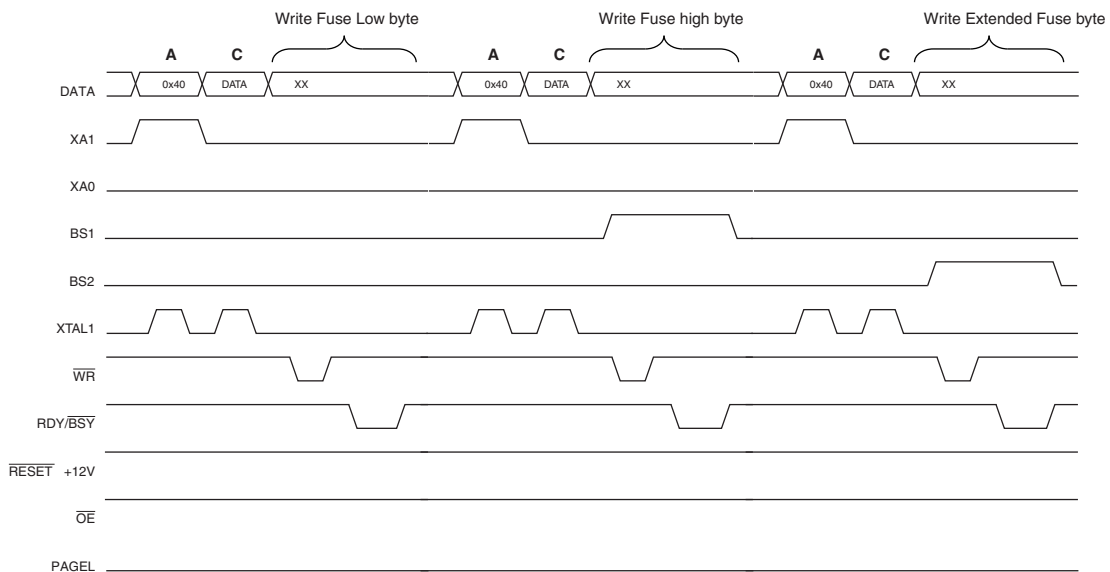 Write Fuse Low byte Write Fuse high byte Write Extended Fuse byte
A C A C A C
DATA 0x40 DATA XX 0x40 DATA XX 0x40 DATA XX
XA1
XA0
BS1
BS2
XTAL1
WR
RDY/BSY
RESET +12V
OE
PAGEL